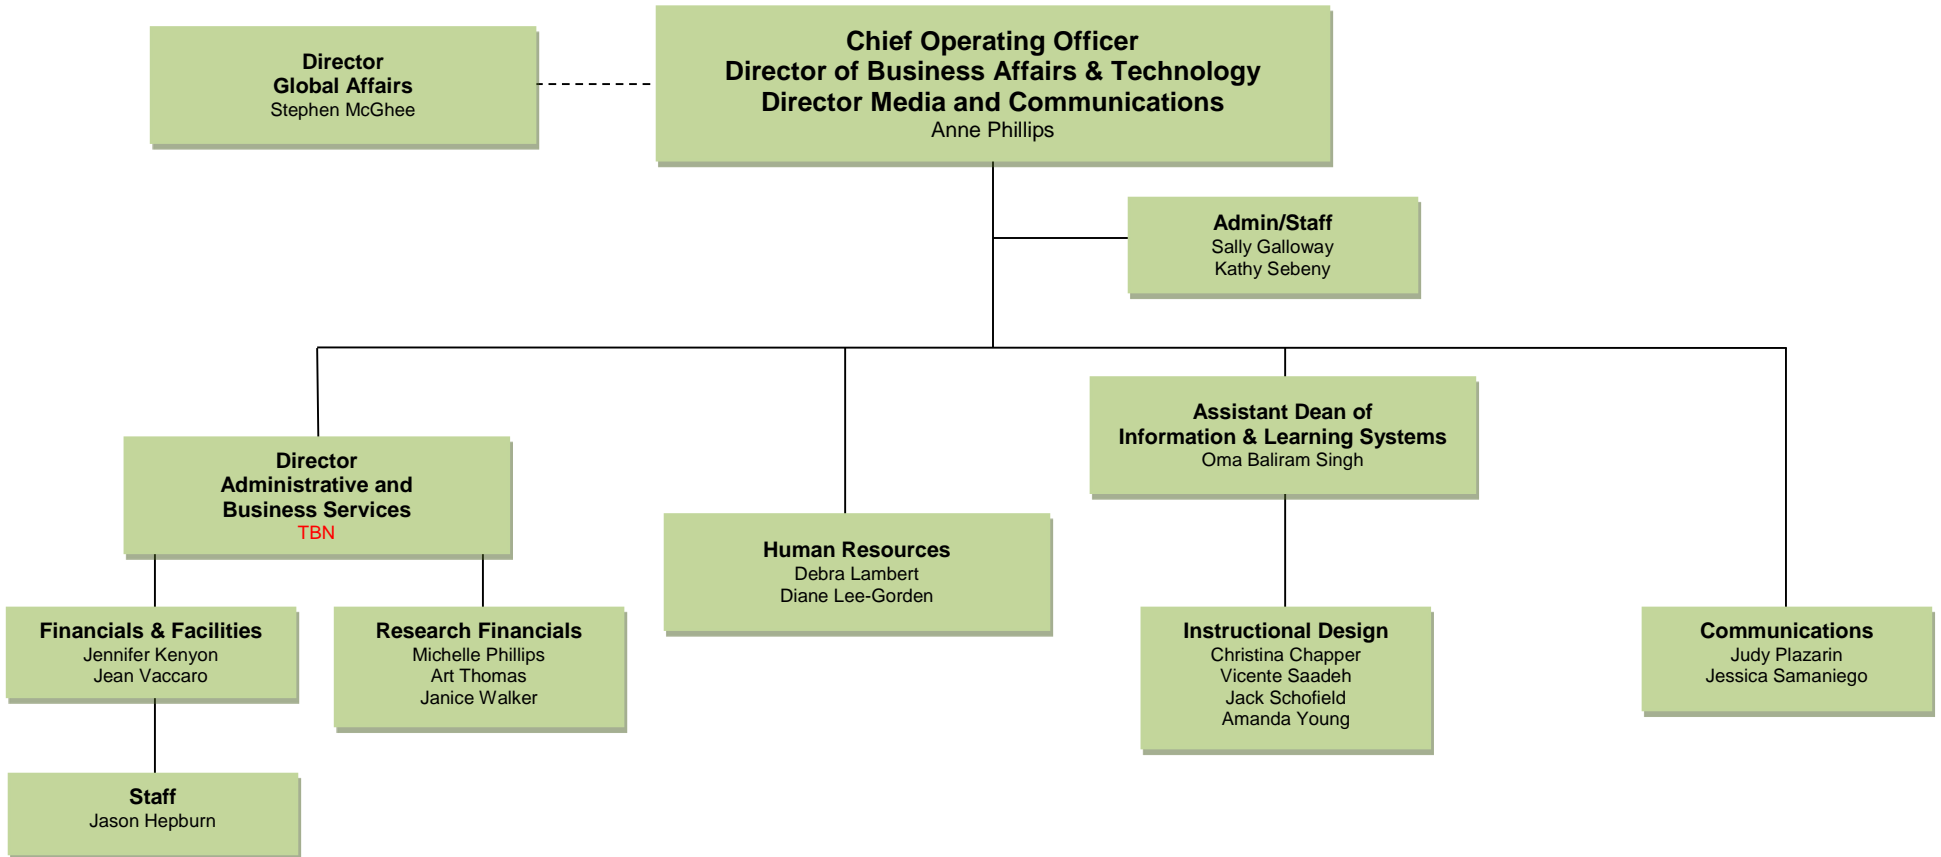 Director
Global Affairs
Stephen McGhee
Chief Operating Officer
Director of Business Affairs & Technology
Director Media and Communications
Anne Phillips
Admin/Staff
Sally Galloway
Kathy Sebeny
Director
Administrative and
Business Services
TBN
Human Resources
Debra Lambert
Diane Lee-Gorden
Assistant Dean of
Information & Learning Systems
Oma Baliram Singh
Financials & Facilities
Jennifer Kenyon
Jean Vaccaro
Research Financials
Michelle Phillips
Art Thomas
Janice Walker
Instructional Design
Christina Chapper
Vicente Saadeh
Jack Schofield
Amanda Young
Communications
Judy Plazarin
Jessica Samaniego
Staff
Jason Hepburn